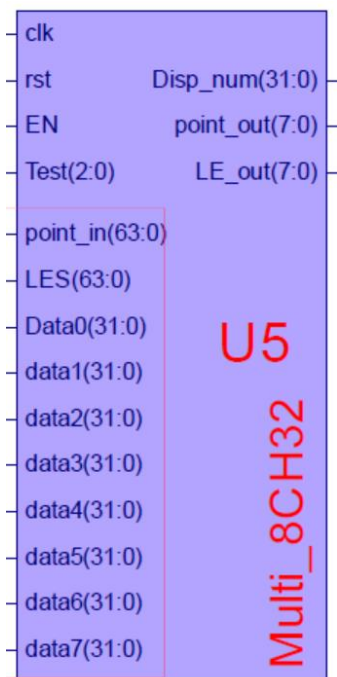 clk
rst
Disp_num(31:0)
EN
point_out(7:0)
Test(2:0)
LE_out(7:0)
point_in(63:0)
LES(63:0)
Data0(31:0)
U5
data1(31:0)
data2(31:0)
data3(31:0)
data4(31:0)
data5(31:0)
data6(31:0)
data7(31:0)
Multi_8CH32